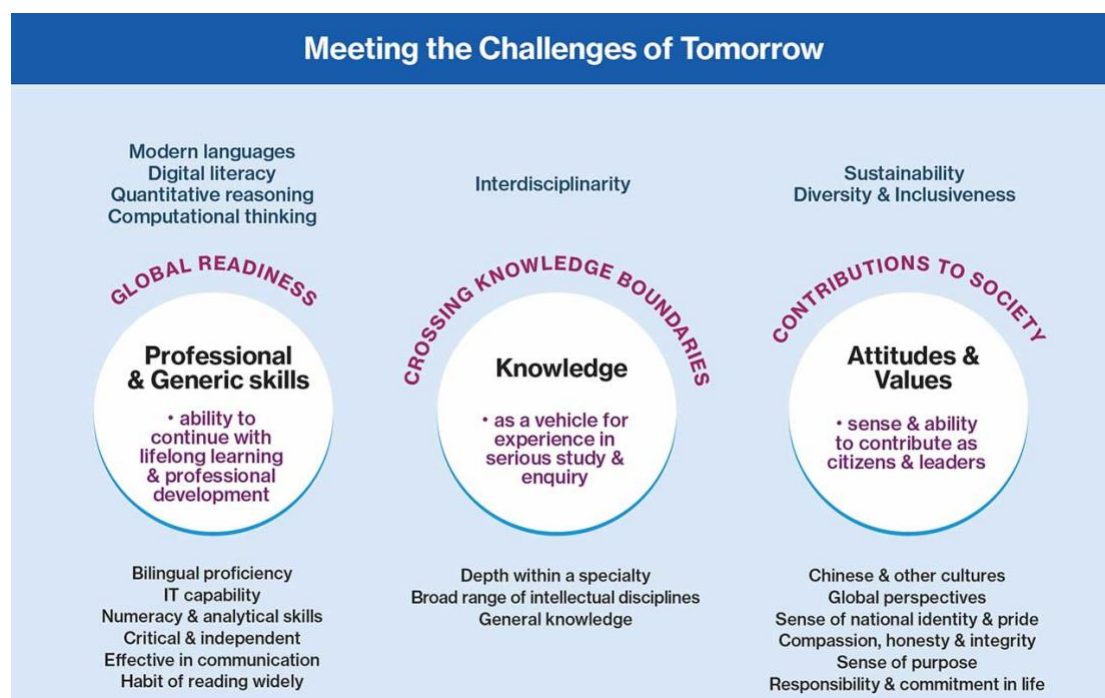 Meeting the Challenges of Tomorrow
Modern languages
Digital literacy
Quantitative reasoning
Computational thinking
GLOBAL READINESS
Professional
& Generic skills
• ability to
continue with
lifelong learning
& professional
development
Bilingual proficiency
IT capability
Numeracy & analytical skills
Critical & independent
Effective in communication
Habit of reading widely
Interdisciplinarity
CROSSING KNOWLEDGE BOUNDARIES
Knowledge
• as a vehicle for
experience in
serious study &
enquiry
Depth within a specialty
Broad range of intellectual disciplines
General knowledge
Sustainability
Diversity & Inclusiveness
CONTRIBUTIONS TO SOCIETY
Attitudes &
Values
• sense & ability
to contribute as
citizens & leaders
Chinese & other cultures
Global perspectives
Sense of national identity & pride
Compassion, honesty & integrity
Sense of purpose
Responsibility & commitment in life